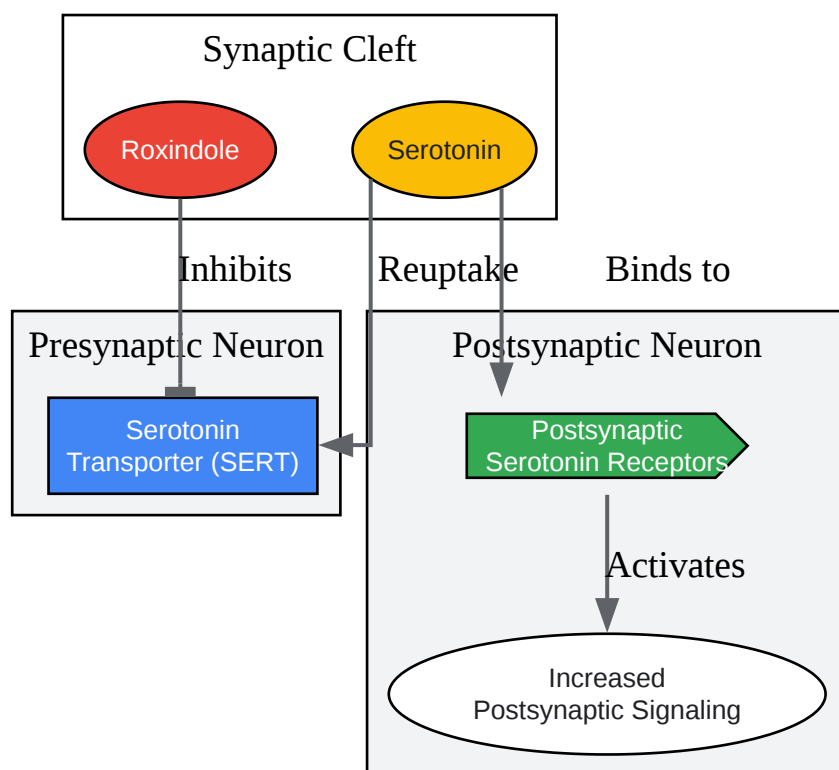 Synaptic Cleft
Roxindole
Serotonin
Inhibits
Reuptake
Binds to
Presynaptic Neuron
Postsynaptic Neuron
Serotonin
Transporter (SERT)
Postsynaptic
Serotonin Receptors
Activates
Increased
Postsynaptic Signaling